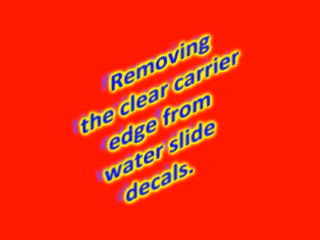 Removing
the clear carrier
edge from
water slide
decals.